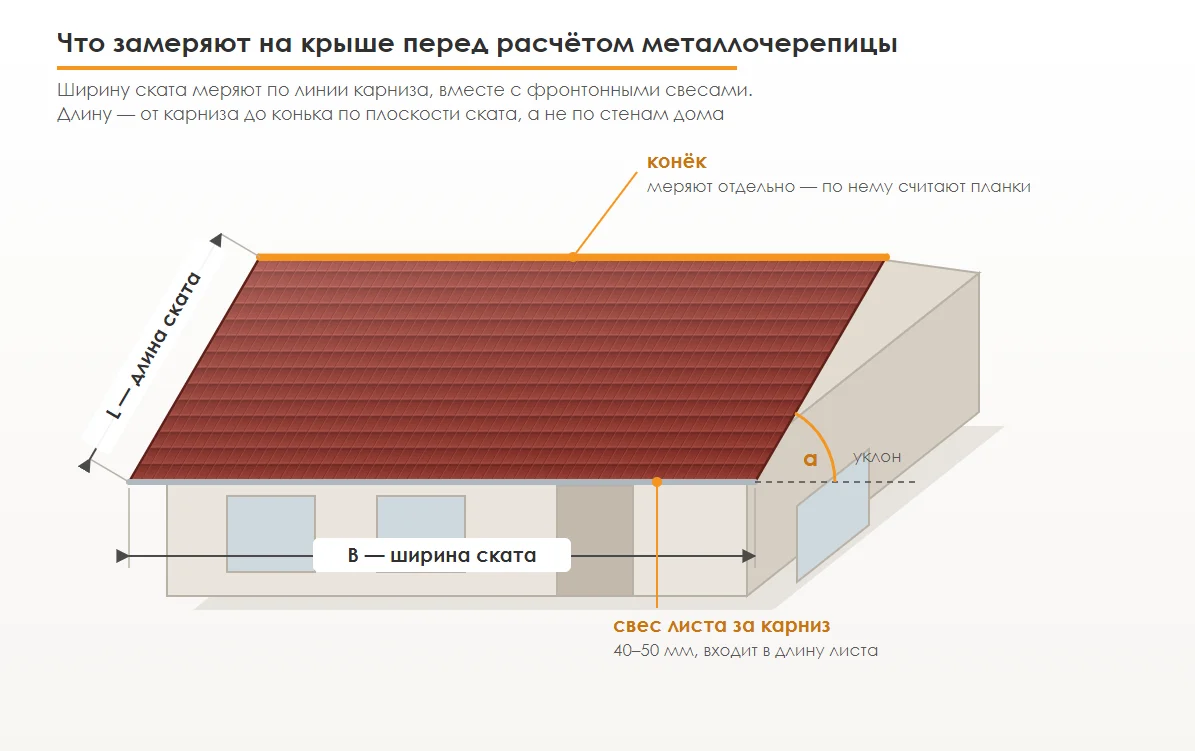 Что замеряют на крыше перед расчётом металлочерепицы
Ширину ската меряют по линии карниза, вместе с фронтонными свесами.
Длину — от карниза до конька по плоскости ската, а не по стенам дома
конёк
меряют отдельно — по нему считают планки
L — длина ската
α
уклон
B — ширина ската
свес листа за карниз
40–50 мм, входит в длину листа